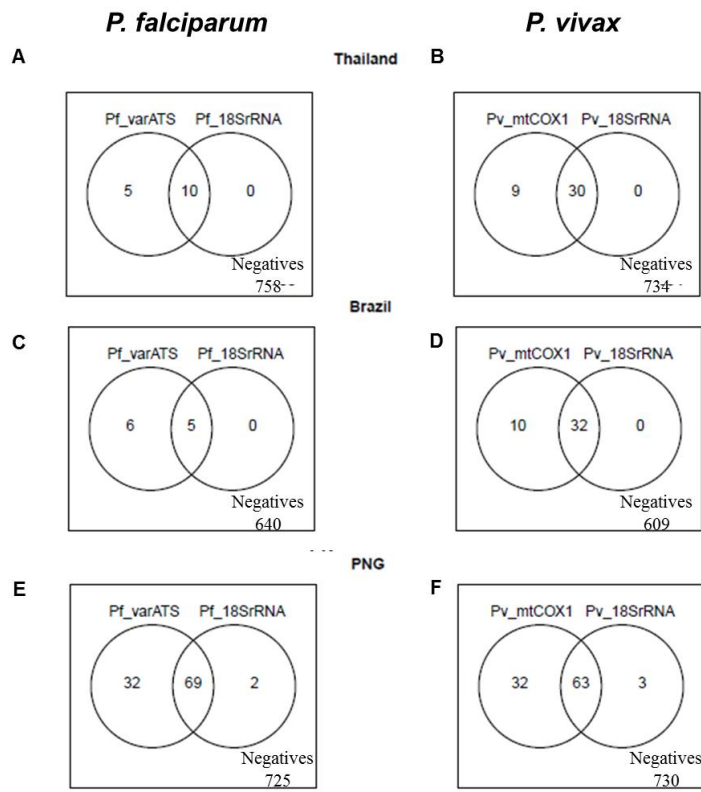 P. falciparum P. vivax
A Thailand B
Pf_varATS Pf_18SrRNA Pv_mtCOX1 Pv_18SrRNA
5 10 0 9 30 0
Negatives Negatives
758 734
Brazil
C D
Pf_varATS Pf_18SrRNA Pv_mtCOX1 Pv_18SrRNA
6 5 0 10 32 0
Negatives Negatives
640 609
PNG
E F
Pf_varATS Pf_18SrRNA Pv_mtCOX1 Pv_18SrRNA
32 69 2 32 63 3
Negatives Negatives
725 730